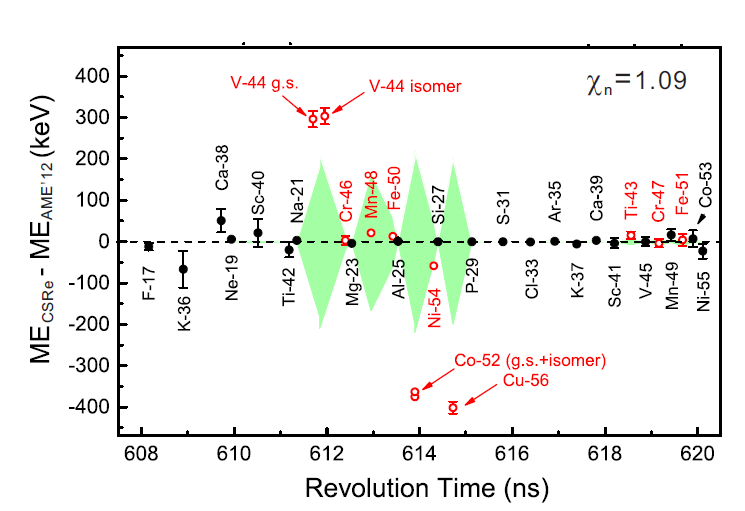 χn=1.09
ME CSRe - ME AME'12 (keV)
400
300
200
100
0
-100
-200
-300
-400
V-44 g.s.
V-44 isomer
Ca-38
Sc-40
Na-21
Cr-46
Mn-48
Fe-50
Si-27
S-31
Ar-35
Ca-39
Ti-43
Cr-47
Fe-51
Co-53
F-17
K-36
Ne-19
Ti-42
Mg-23
Al-25
Ni-54
P-29
Cl-33
K-37
Sc-41
V-45
Mn-49
Ni-55
Co-52 (g.s.+isomer)
Cu-56
608 610 612 614 616 618 620
Revolution Time (ns)